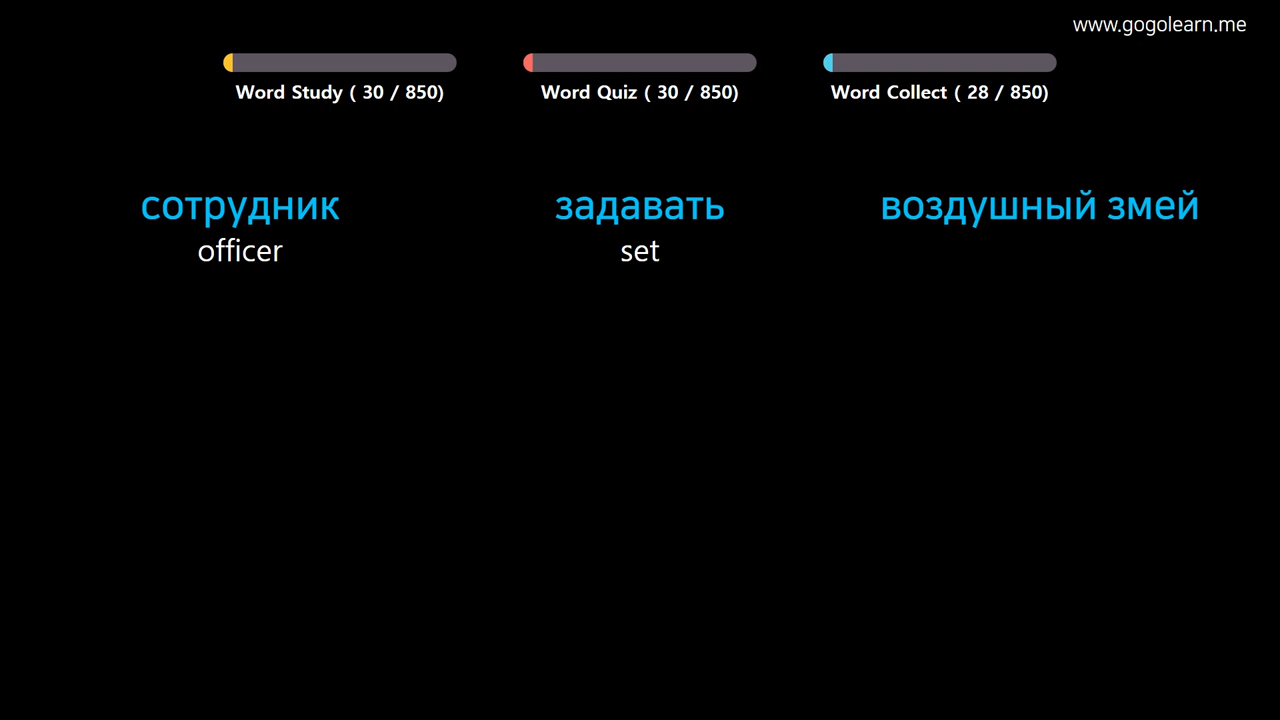 www.gogolearn.me
Word Study ( 30 / 850)
Word Quiz ( 30 / 850)
Word Collect ( 28 / 850)
сотрудник
officer
задавать
set
воздушный змей